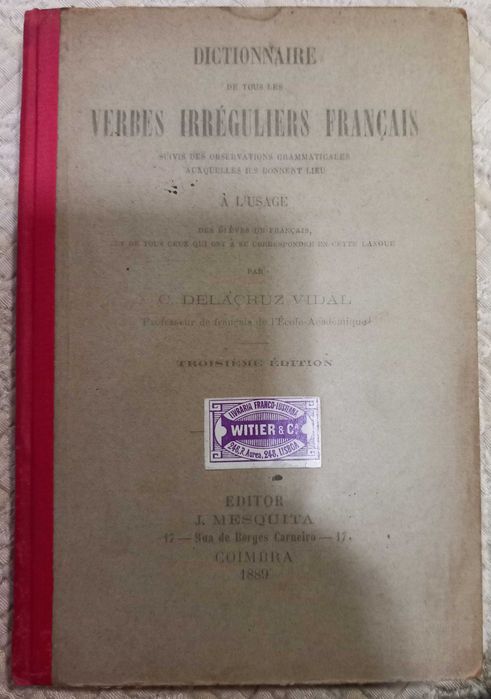 DICTIONNAIRE
DE TOUS LES
VERBES IRRÉGULIERS FRANÇAIS
SUIVIS DES OBSERVATIONS GRAMMATICALES
AUXQUELLES ILS DONNENT LIEU
À L'USAGE
DES ÉLÈVES DE FRANÇAIS,
ET DE TOUS CEUX QUI ONT À SE CORRESPONDRE EN CETTE LANGUE
PAR
C. DELACRUZ VIDAL
Professeur de français de l'École-Académique
TROISIÈME ÉDITION
LIVRARIA FRANCO-LUSITANA
WITIER & Cª
246, R. Aurea, 248, LISBOA
EDITOR
J. MESQUITA
17 — Rua de Borges Carneiro — 17
COIMBRA
1889